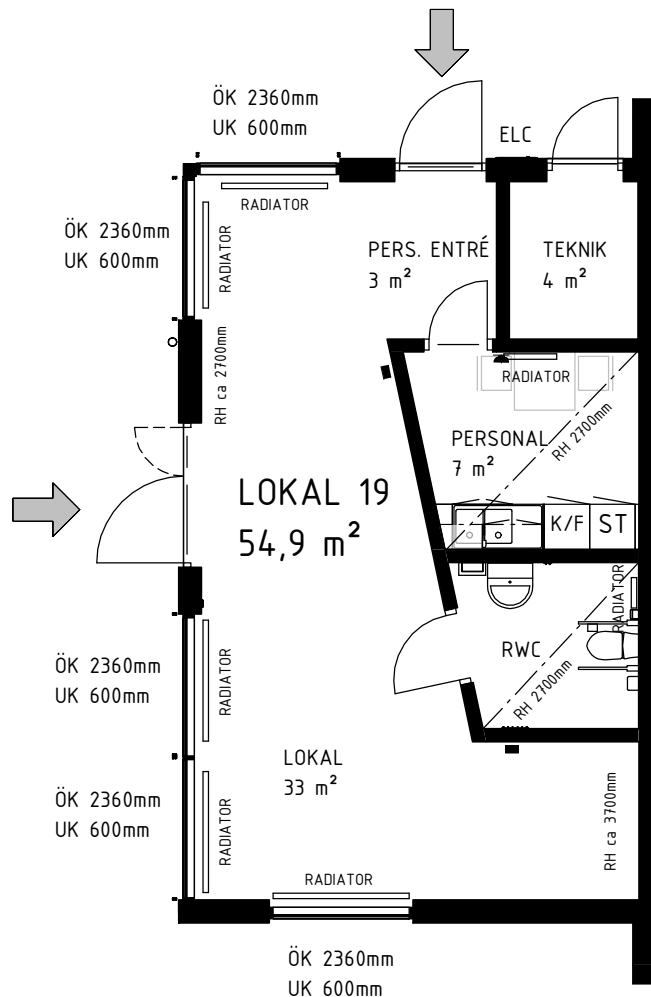 ÖK 2360mm
UK 600mm
ELC
RADIATOR
ÖK 2360mm
UK 600mm
RADIATOR
PERS. ENTRÉ
3 m²
TEKNIK
4 m²
RH ca 2700mm
RADIATOR
PERSONAL
7 m²
RH 2700mm
LOKAL 19
54,9 m²
K/F
ST
RADIATOR
RWC
RH 2700mm
ÖK 2360mm
UK 600mm
RADIATOR
LOKAL
33 m²
ÖK 2360mm
UK 600mm
RADIATOR
RH ca 3700mm
RADIATOR
ÖK 2360mm
UK 600mm